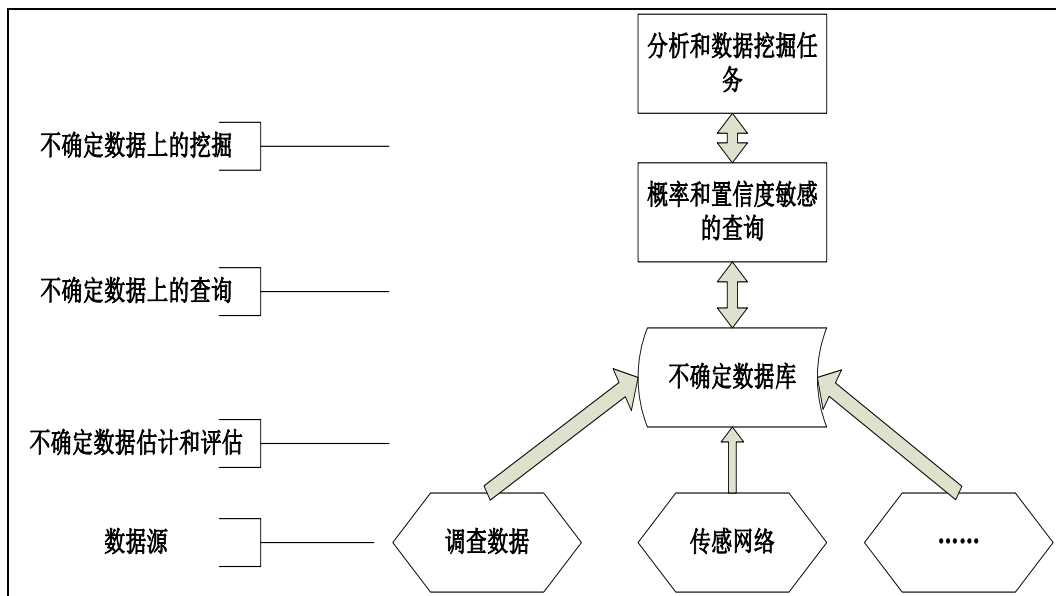 分析和数据挖掘任
务
不确定数据上的挖掘
概率和置信度敏感
的查询
不确定数据上的查询
不确定数据库
不确定数据估计和评估
数据源
调查数据
传感网络
……